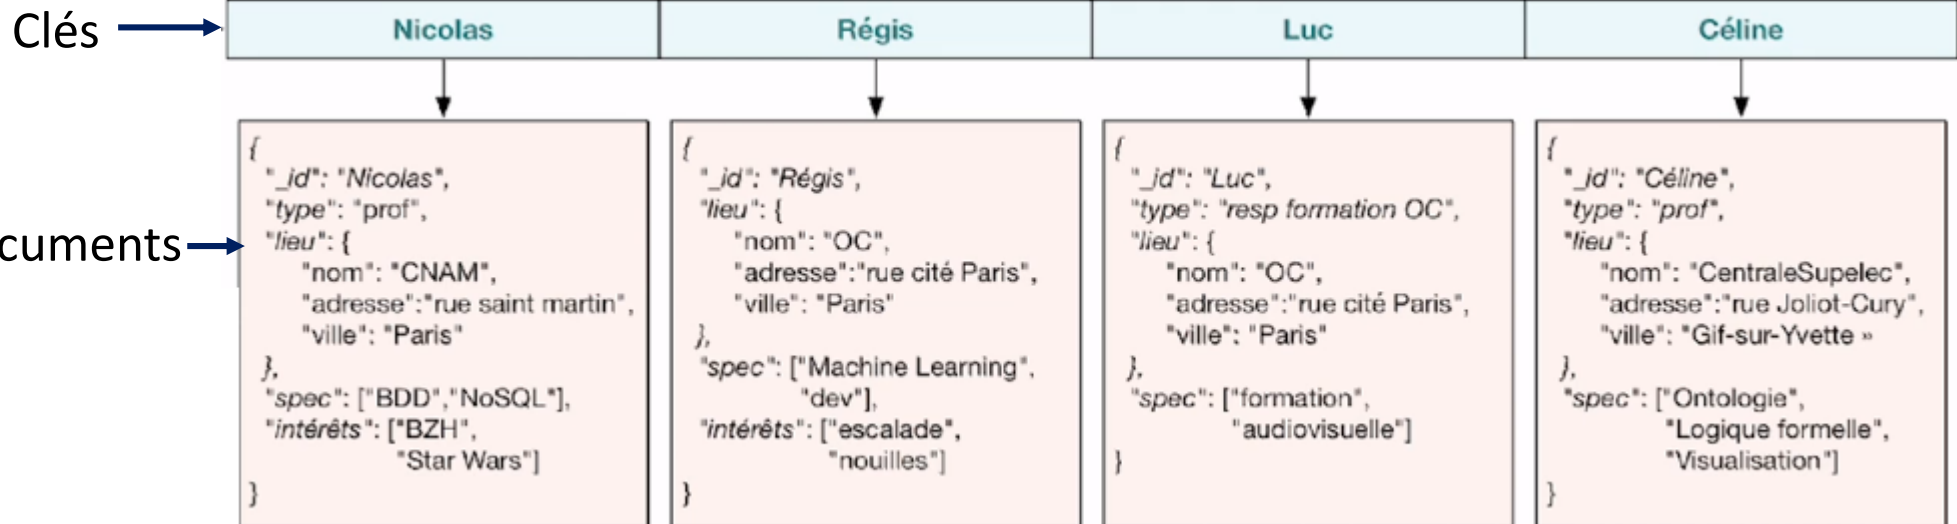 Clés
Nicolas
Régis
Luc
Céline
cuments
{
"_id": "Nicolas",
"type": "prof",
"lieu": {
"nom": "CNAM",
"adresse":"rue saint martin",
"ville": "Paris"
},
"spec": ["BDD","NoSQL"],
"intérêts": ["BZH",
"Star Wars"]
}
{
"_id": "Régis",
"lieu": {
"nom": "OC",
"adresse":"rue cité Paris",
"ville": "Paris"
},
"spec": ["Machine Learning",
"dev"],
"intérêts": ["escalade",
"nouilles"]
}
{
"_id": "Luc",
"type": "resp formation OC",
"lieu": {
"nom": "OC",
"adresse":"rue cité Paris",
"ville": "Paris"
},
"spec": ["formation",
"audiovisuelle"]
}
{
"_id": "Céline",
"type": "prof",
"lieu": {
"nom": "CentraleSupelec",
"adresse":"rue Joliot-Cury",
"ville": "Gif-sur-Yvette »
},
"spec": ["Ontologie",
"Logique formelle",
"Visualisation"]
}